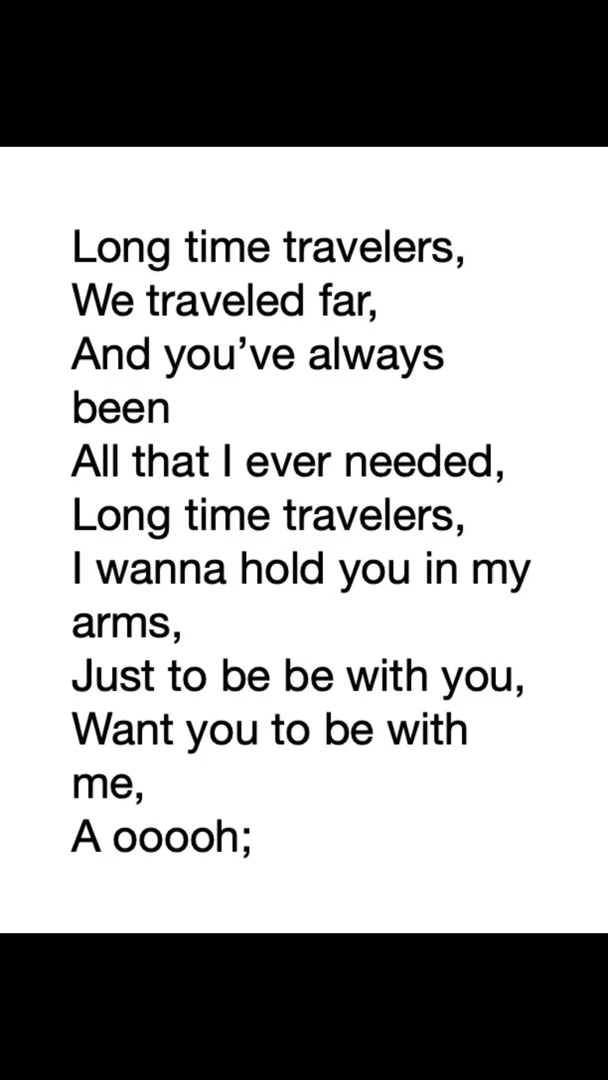 Long time travelers,
We traveled far,
And you’ve always
been
All that I ever needed,
Long time travelers,
I wanna hold you in my
arms,
Just to be be with you,
Want you to be with
me,
A ooooh;